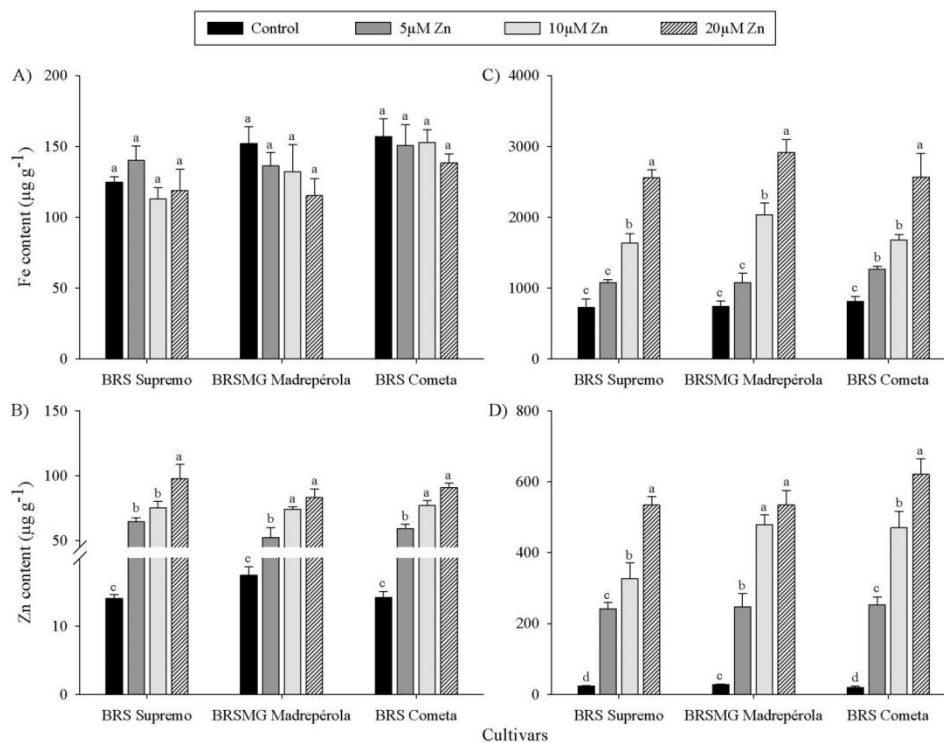 Control 5µM Zn 10µM Zn 20µM Zn
A)
Fe content (µg g-1)
200
150
100
50
0
a a a a
a a a a
a a a a
BRS Supremo BRSMG Madrepérola BRS Cometa
C)
4000
3000
2000
1000
0
c c b a
c c b a
c b b a
BRS Supremo BRSMG Madrepérola BRS Cometa
B)
Zn content (µg g-1)
150
100
50
10
0
c b b a
c b a a
c b a a
BRS Supremo BRSMG Madrepérola BRS Cometa
D)
800
600
400
200
0
d c b a
c b a a
d c b a
BRS Supremo BRSMG Madrepérola BRS Cometa
Cultivars